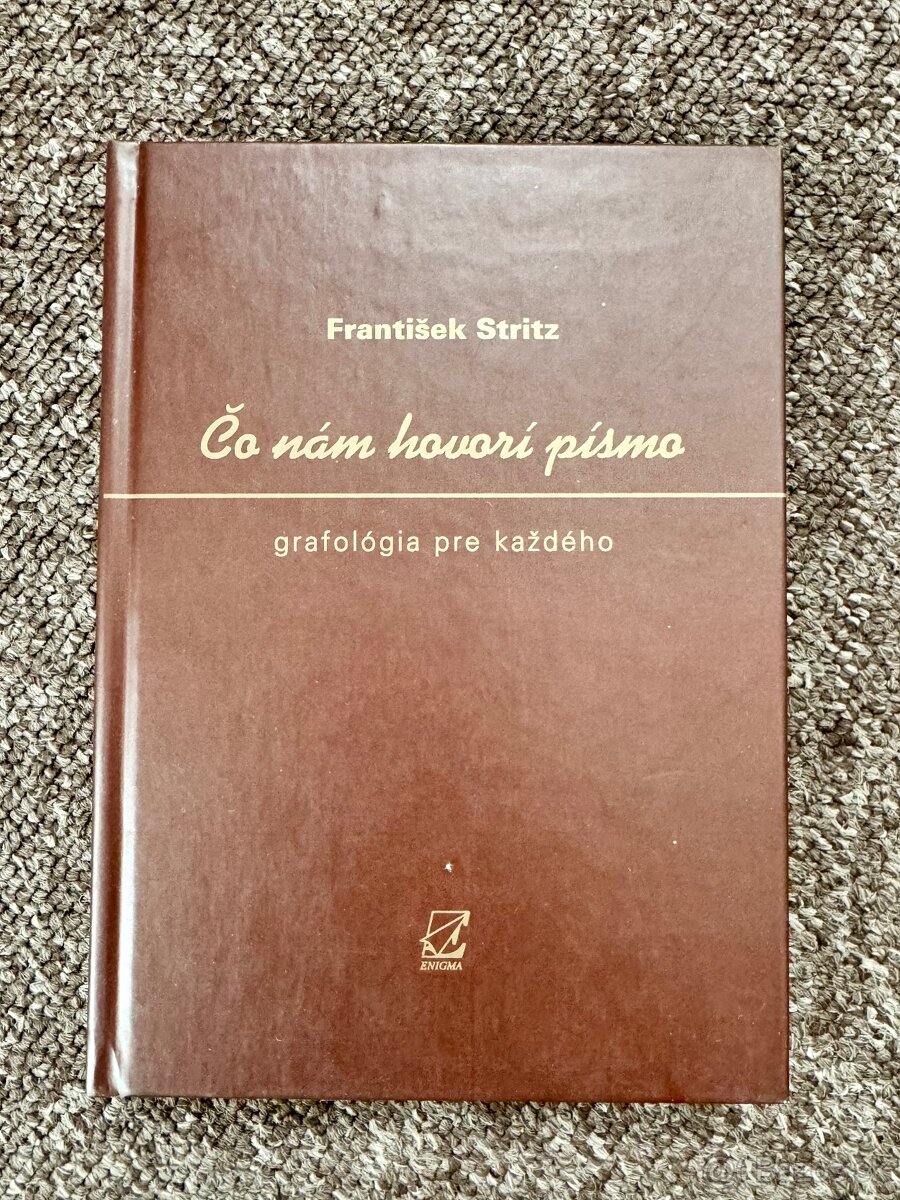 František Stritz
Čo nám hovorí písmo
grafológia pre každého
ENIGMA